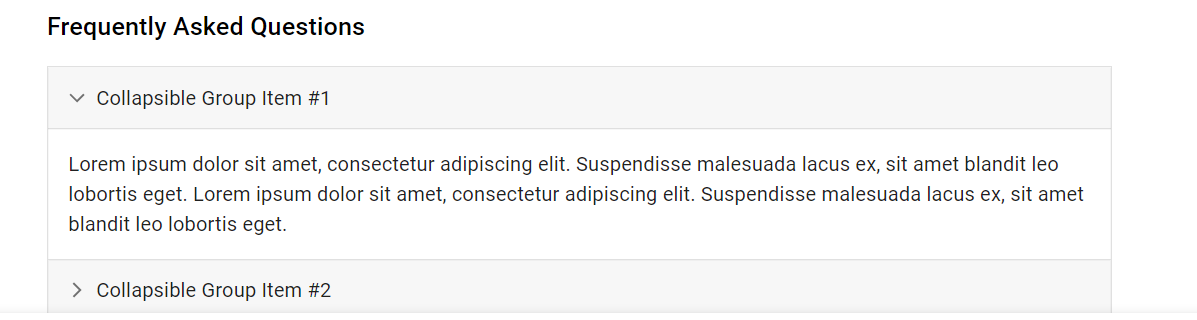 Frequently Asked Questions
Collapsible Group Item #1
Lorem ipsum dolor sit amet, consectetur adipiscing elit. Suspendisse malesuada lacus ex, sit amet blandit leo
lobortis eget. Lorem ipsum dolor sit amet, consectetur adipiscing elit. Suspendisse malesuada lacus ex, sit amet
blandit leo lobortis eget.
Collapsible Group Item #2